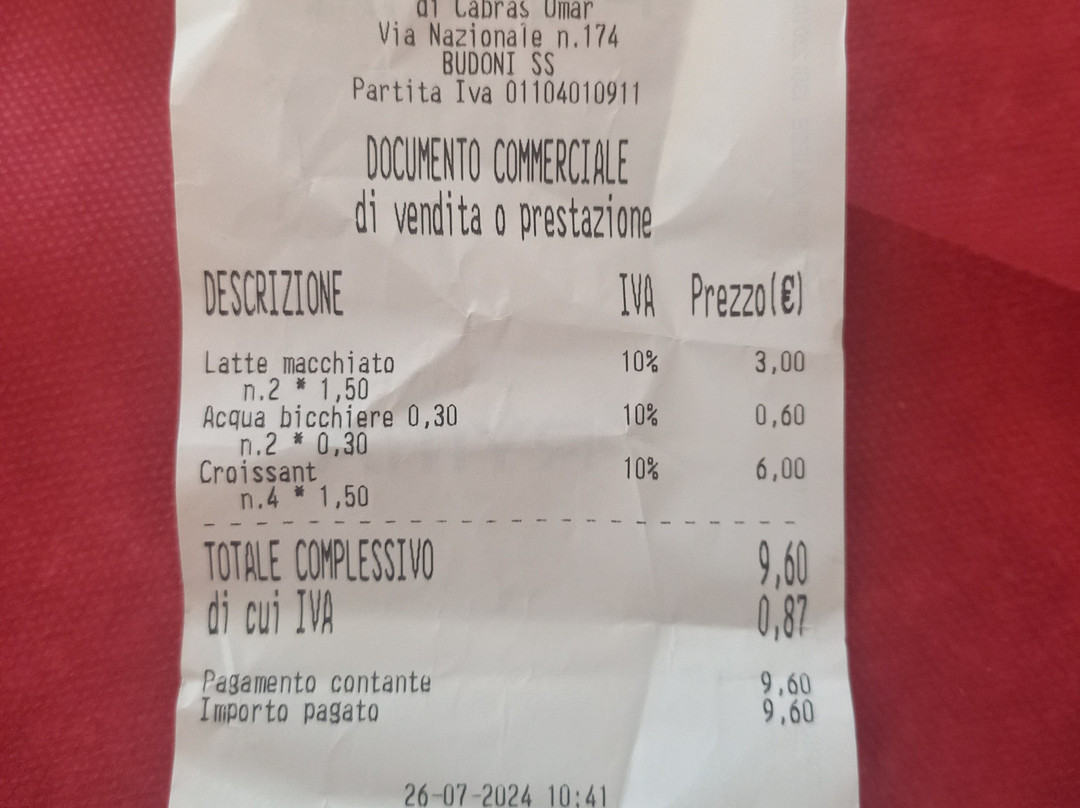 di Cabras Omar
Via Nazionale n.174
BUDONI SS
Partita Iva 01104010911
DOCUMENTO COMMERCIALE
di vendita o prestazione
DESCRIZIONE IVA Prezzo(€)
Latte macchiato 10% 3,00
n.2 * 1,50
Acqua bicchiere 0,30 10% 0,60
n.2 * 0,30
Croissant 10% 6,00
n.4 * 1,50
TOTALE COMPLESSIVO 9,60
di cui IVA 0,87
Pagamento contante 9,60
Importo pagato 9,60
26-07-2024 10:41